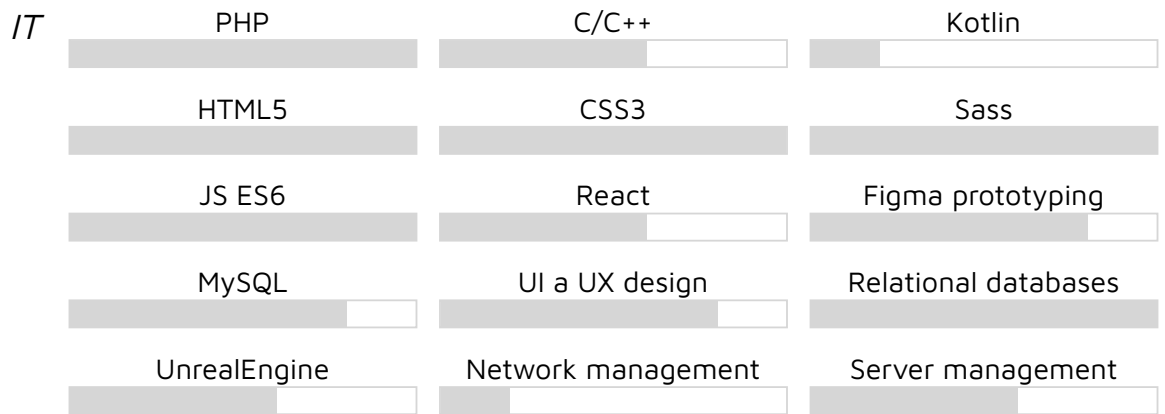 IT PHP C/C++ Kotlin
HTML5 CSS3 Sass
JS ES6 React Figma prototyping
MySQL UI a UX design Relational databases
UnrealEngine Network management Server management